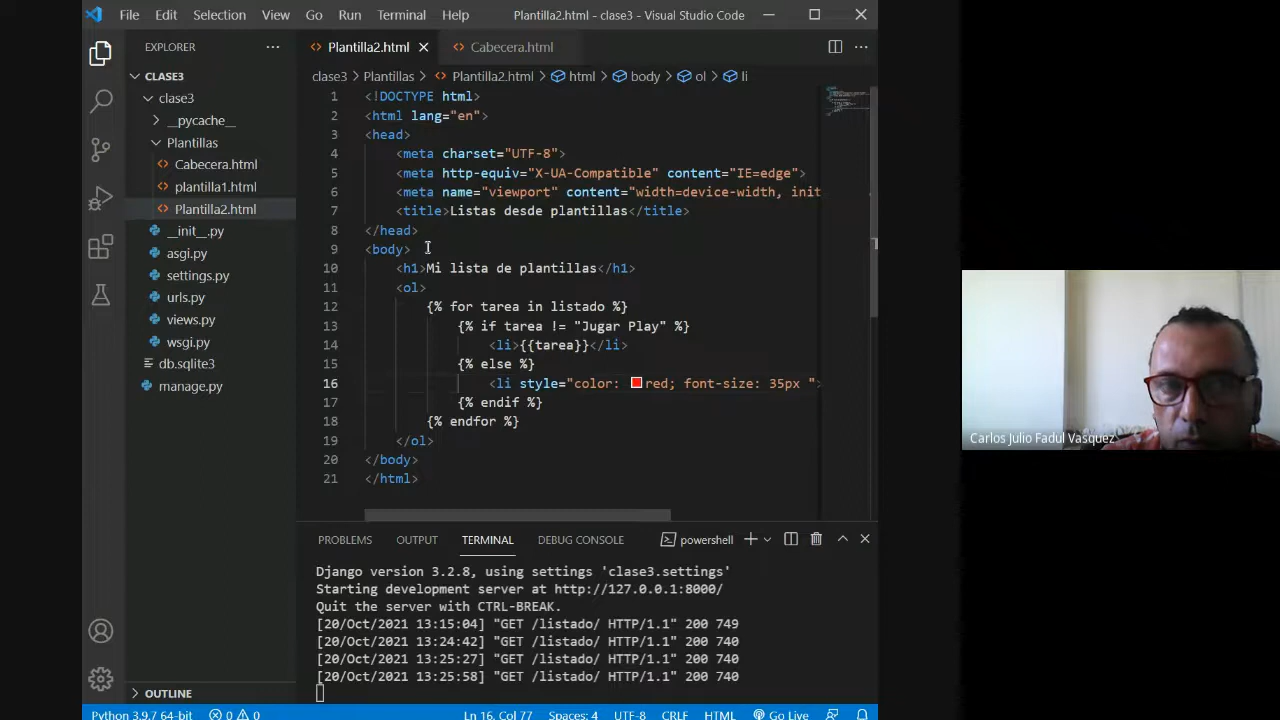 File Edit Selection View Go Run Terminal Help Plantilla2.html - clase3 - Visual Studio Code
EXPLORER
CLASE3
clase3
__pycache__
Plantillas
Cabecera.html
plantilla1.html
Plantilla2.html
__init__.py
asgi.py
settings.py
urls.py
views.py
wsgi.py
db.sqlite3
manage.py
OUTLINE
Plantilla2.html Cabecera.html
clase3 > Plantillas > Plantilla2.html > html > body > ol > li
1 <!DOCTYPE html>
2 <html lang="en">
3 <head>
4 <meta charset="UTF-8">
5 <meta http-equiv="X-UA-Compatible" content="IE=edge">
6 <meta name="viewport" content="width=device-width, init
7 <title>Listas desde plantillas</title>
8 </head>
9 <body>
10 <h1>Mi lista de plantillas</h1>
11 <ol>
12 {% for tarea in listado %}
13 {% if tarea != "Jugar Play" %}
14 <li>{{tarea}}</li>
15 {% else %}
16 <li style="color: red; font-size: 35px ">
17 {% endif %}
18 {% endfor %}
19 </ol>
20 </body>
21 </html>
PROBLEMS OUTPUT TERMINAL DEBUG CONSOLE powershell
Django version 3.2.8, using settings 'clase3.settings'
Starting development server at http://127.0.0.1:8000/
Quit the server with CTRL-BREAK.
[20/Oct/2021 13:15:04] "GET /listado/ HTTP/1.1" 200 749
[20/Oct/2021 13:24:42] "GET /listado/ HTTP/1.1" 200 740
[20/Oct/2021 13:25:27] "GET /listado/ HTTP/1.1" 200 740
[20/Oct/2021 13:25:58] "GET /listado/ HTTP/1.1" 200 740
Python 3.9.7 64-bit 0 0 Ln 16, Col 77 Spaces: 4 UTF-8 CRLF HTML Go Live
Carlos Julio Fadul Vasquez